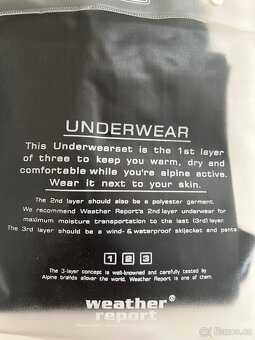 UNDERWEAR
This Underwearset is the 1st layer
of three to keep you warm, dry and
comfortable while you're alpine active.
Wear it next to your skin.
The 2nd layer should also be a polyester garment.
We recommend Weather Report's 2nd layer underwear for
maximum moisture transportation to the last (3rd) layer.
The 3rd layer should be a wind- & waterproof skijacket and pants.
1 2 3
The 3-layer concept is well-known and carefully tested by
Alpine brands allover the world. Weather Report is one of them.
weather®
report
sbazar.cz